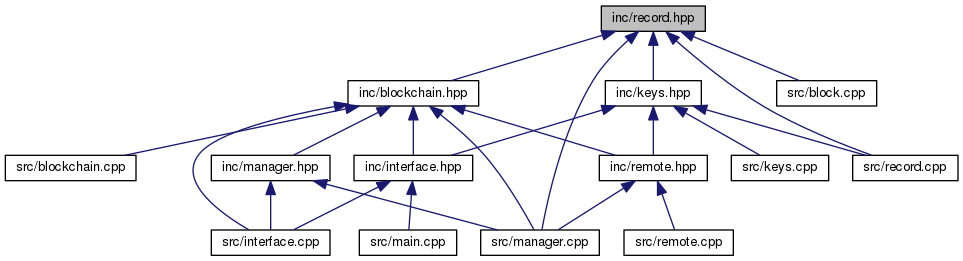 inc/record.hpp
inc/blockchain.hpp
inc/keys.hpp
src/block.cpp
src/blockchain.cpp
inc/manager.hpp
inc/interface.hpp
inc/remote.hpp
src/keys.cpp
src/record.cpp
src/interface.cpp
src/main.cpp
src/manager.cpp
src/remote.cpp